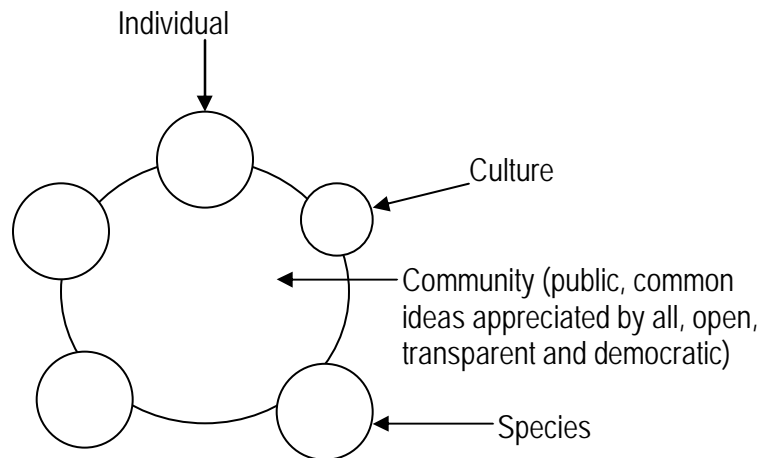 Individual
Culture
Community (public, common
ideas appreciated by all, open,
transparent and democratic)
Species